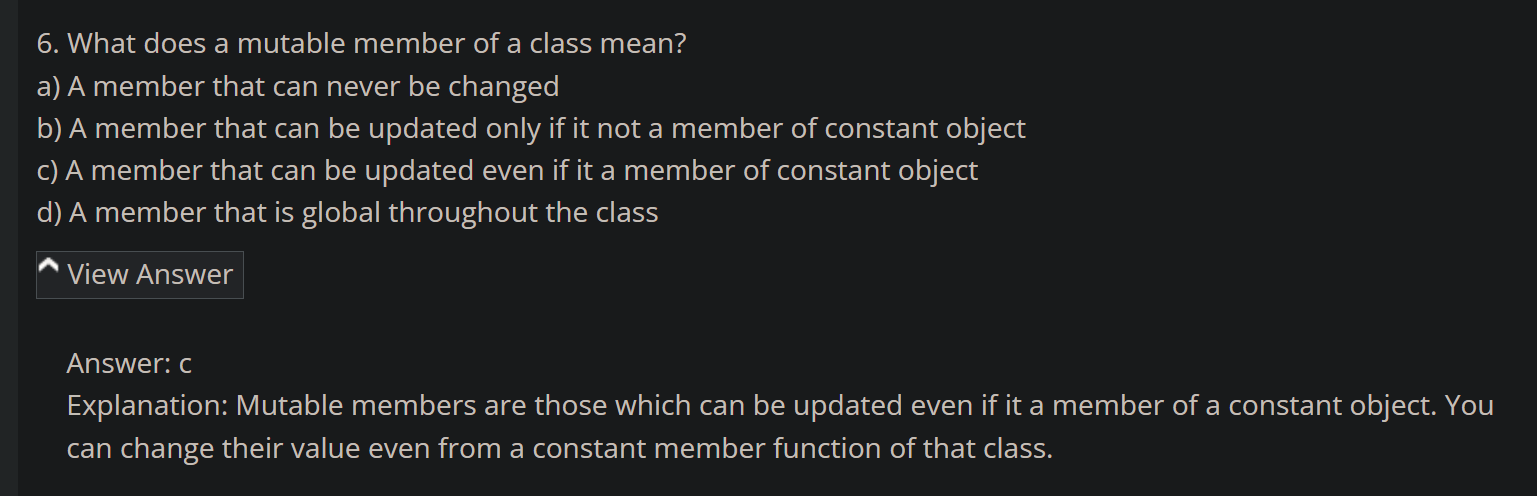 6. What does a mutable member of a class mean?
a) A member that can never be changed
b) A member that can be updated only if it not a member of constant object
c) A member that can be updated even if it a member of constant object
d) A member that is global throughout the class
View Answer
Answer: c
Explanation: Mutable members are those which can be updated even if it a member of a constant object. You
can change their value even from a constant member function of that class.